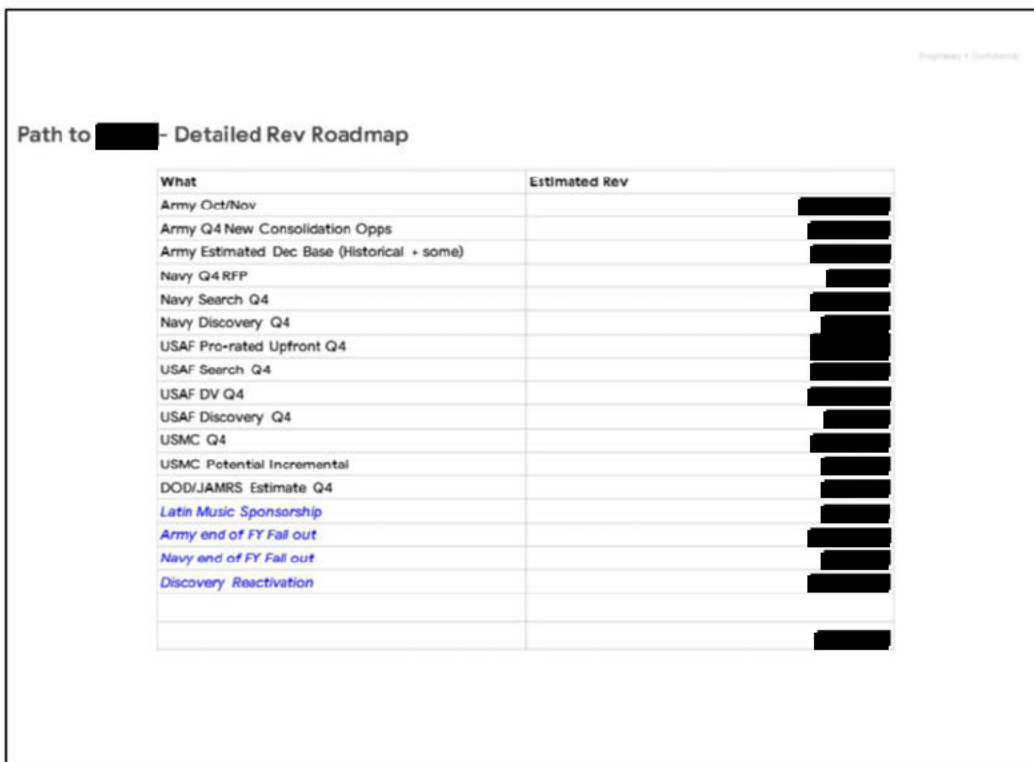 Proprietary + Confidential
Path to - Detailed Rev Roadmap
What Estimated Rev
Army Oct/Nov
Army Q4 New Consolidation Opps
Army Estimated Dec Base (Historical + some)
Navy Q4 RFP
Navy Search Q4
Navy Discovery Q4
USAF Pro-rated Upfront Q4
USAF Search Q4
USAF DV Q4
USAF Discovery Q4
USMC Q4
USMC Potential Incremental
DOD/JAMRS Estimate Q4
Latin Music Sponsorship
Army end of FY Fall out
Navy end of FY Fall out
Discovery Reactivation